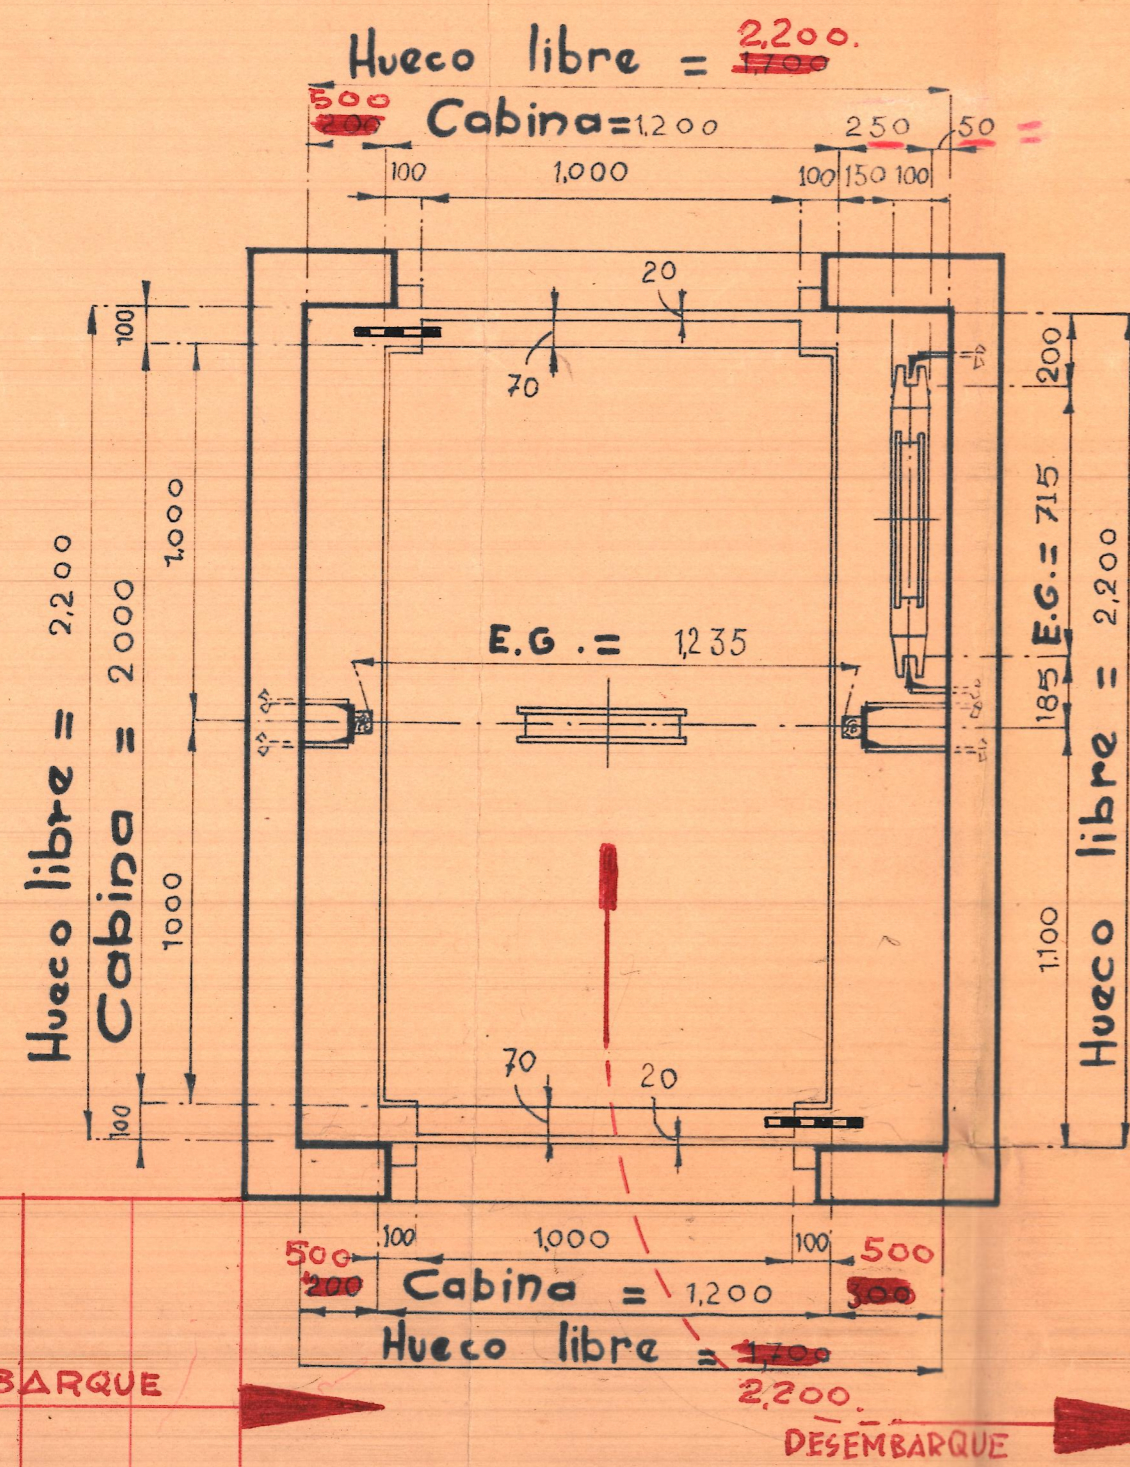 2,200.
Hueco libre = 1,700
500
200 Cabina=1,200 250 50 =
100 1,000 100 150 100
20
100
70
200
1,000
E.G.= 715
Hueco libre = 2,200
Cabina = 2000
E.G .= 1,235
185
Hueco libre = 2,200
1000
1.100
70
20
100
100 1,000 100
500 500
200 Cabina = 1,200 300
Hueco libre = 1,700
2,200.
BARQUE
DESEMBARQUE